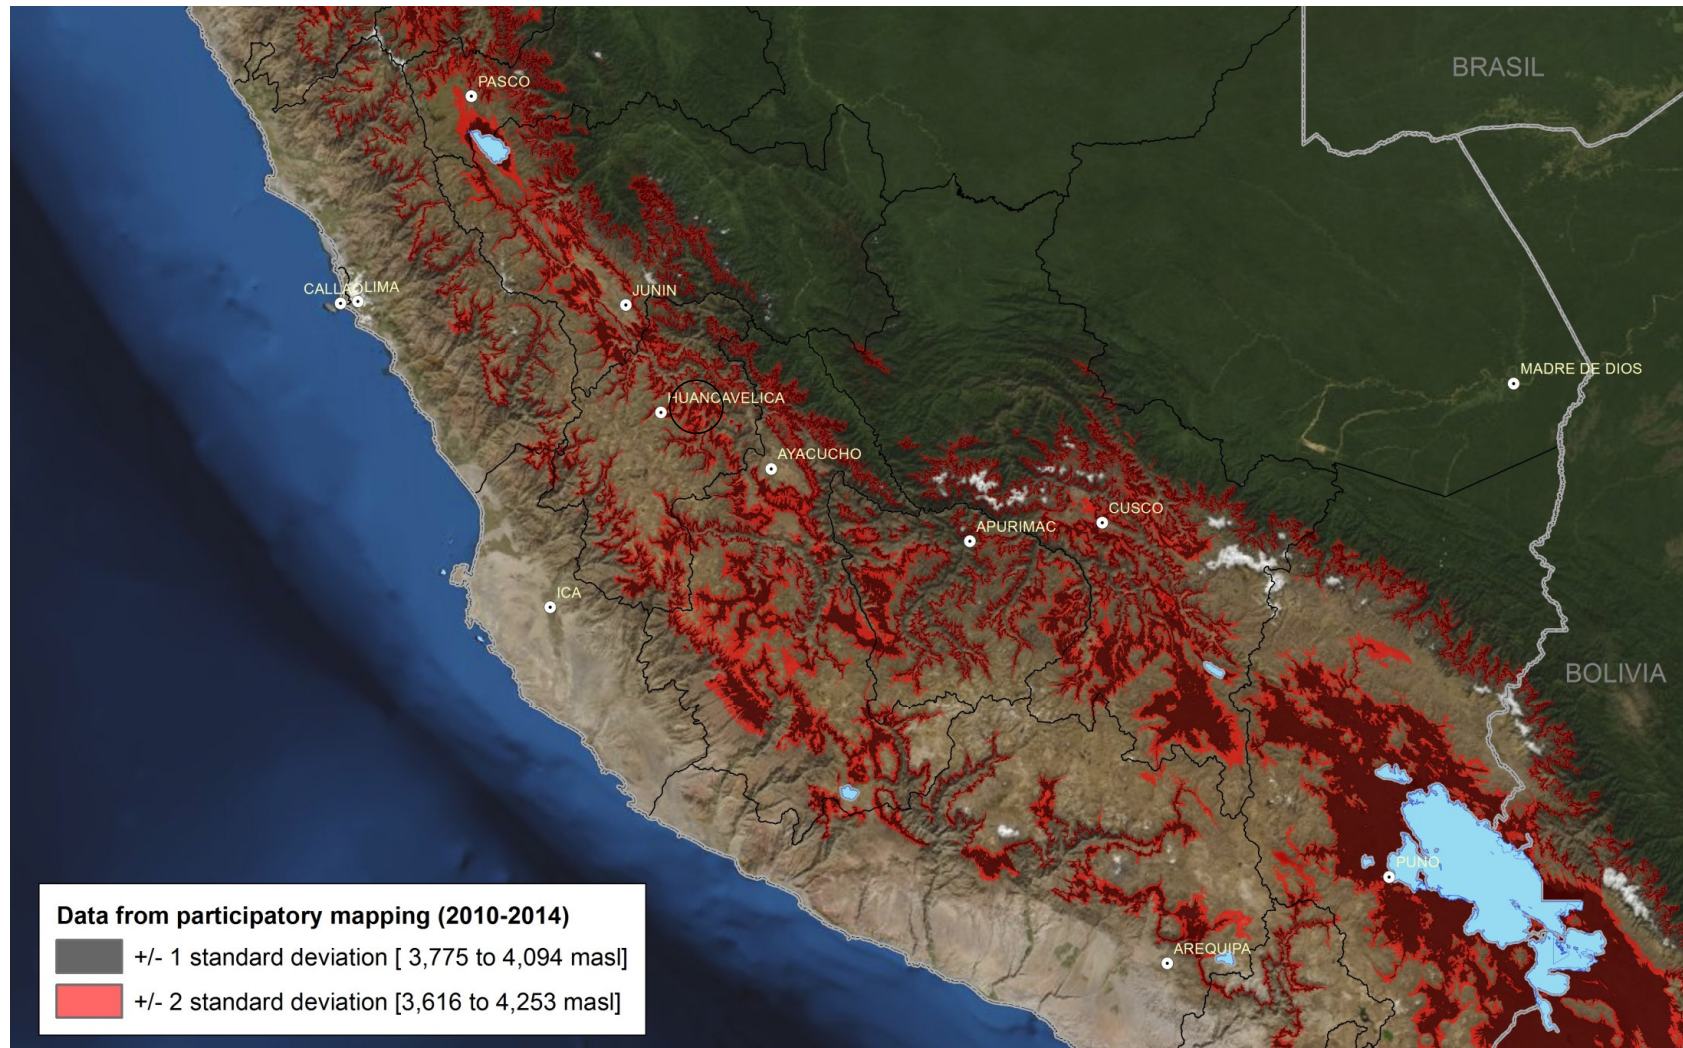 BRASIL
PASCO
CALLAO
LIMA
JUNIN
MADRE DE DIOS
HUANCAVELICA
AYACUCHO
CUSCO
APURIMAC
ICA
BOLIVIA
PUNO
AREQUIPA
Data from participatory mapping (2010-2014)
+/- 1 standard deviation [ 3,775 to 4,094 masl]
+/- 2 standard deviation [3,616 to 4,253 masl]